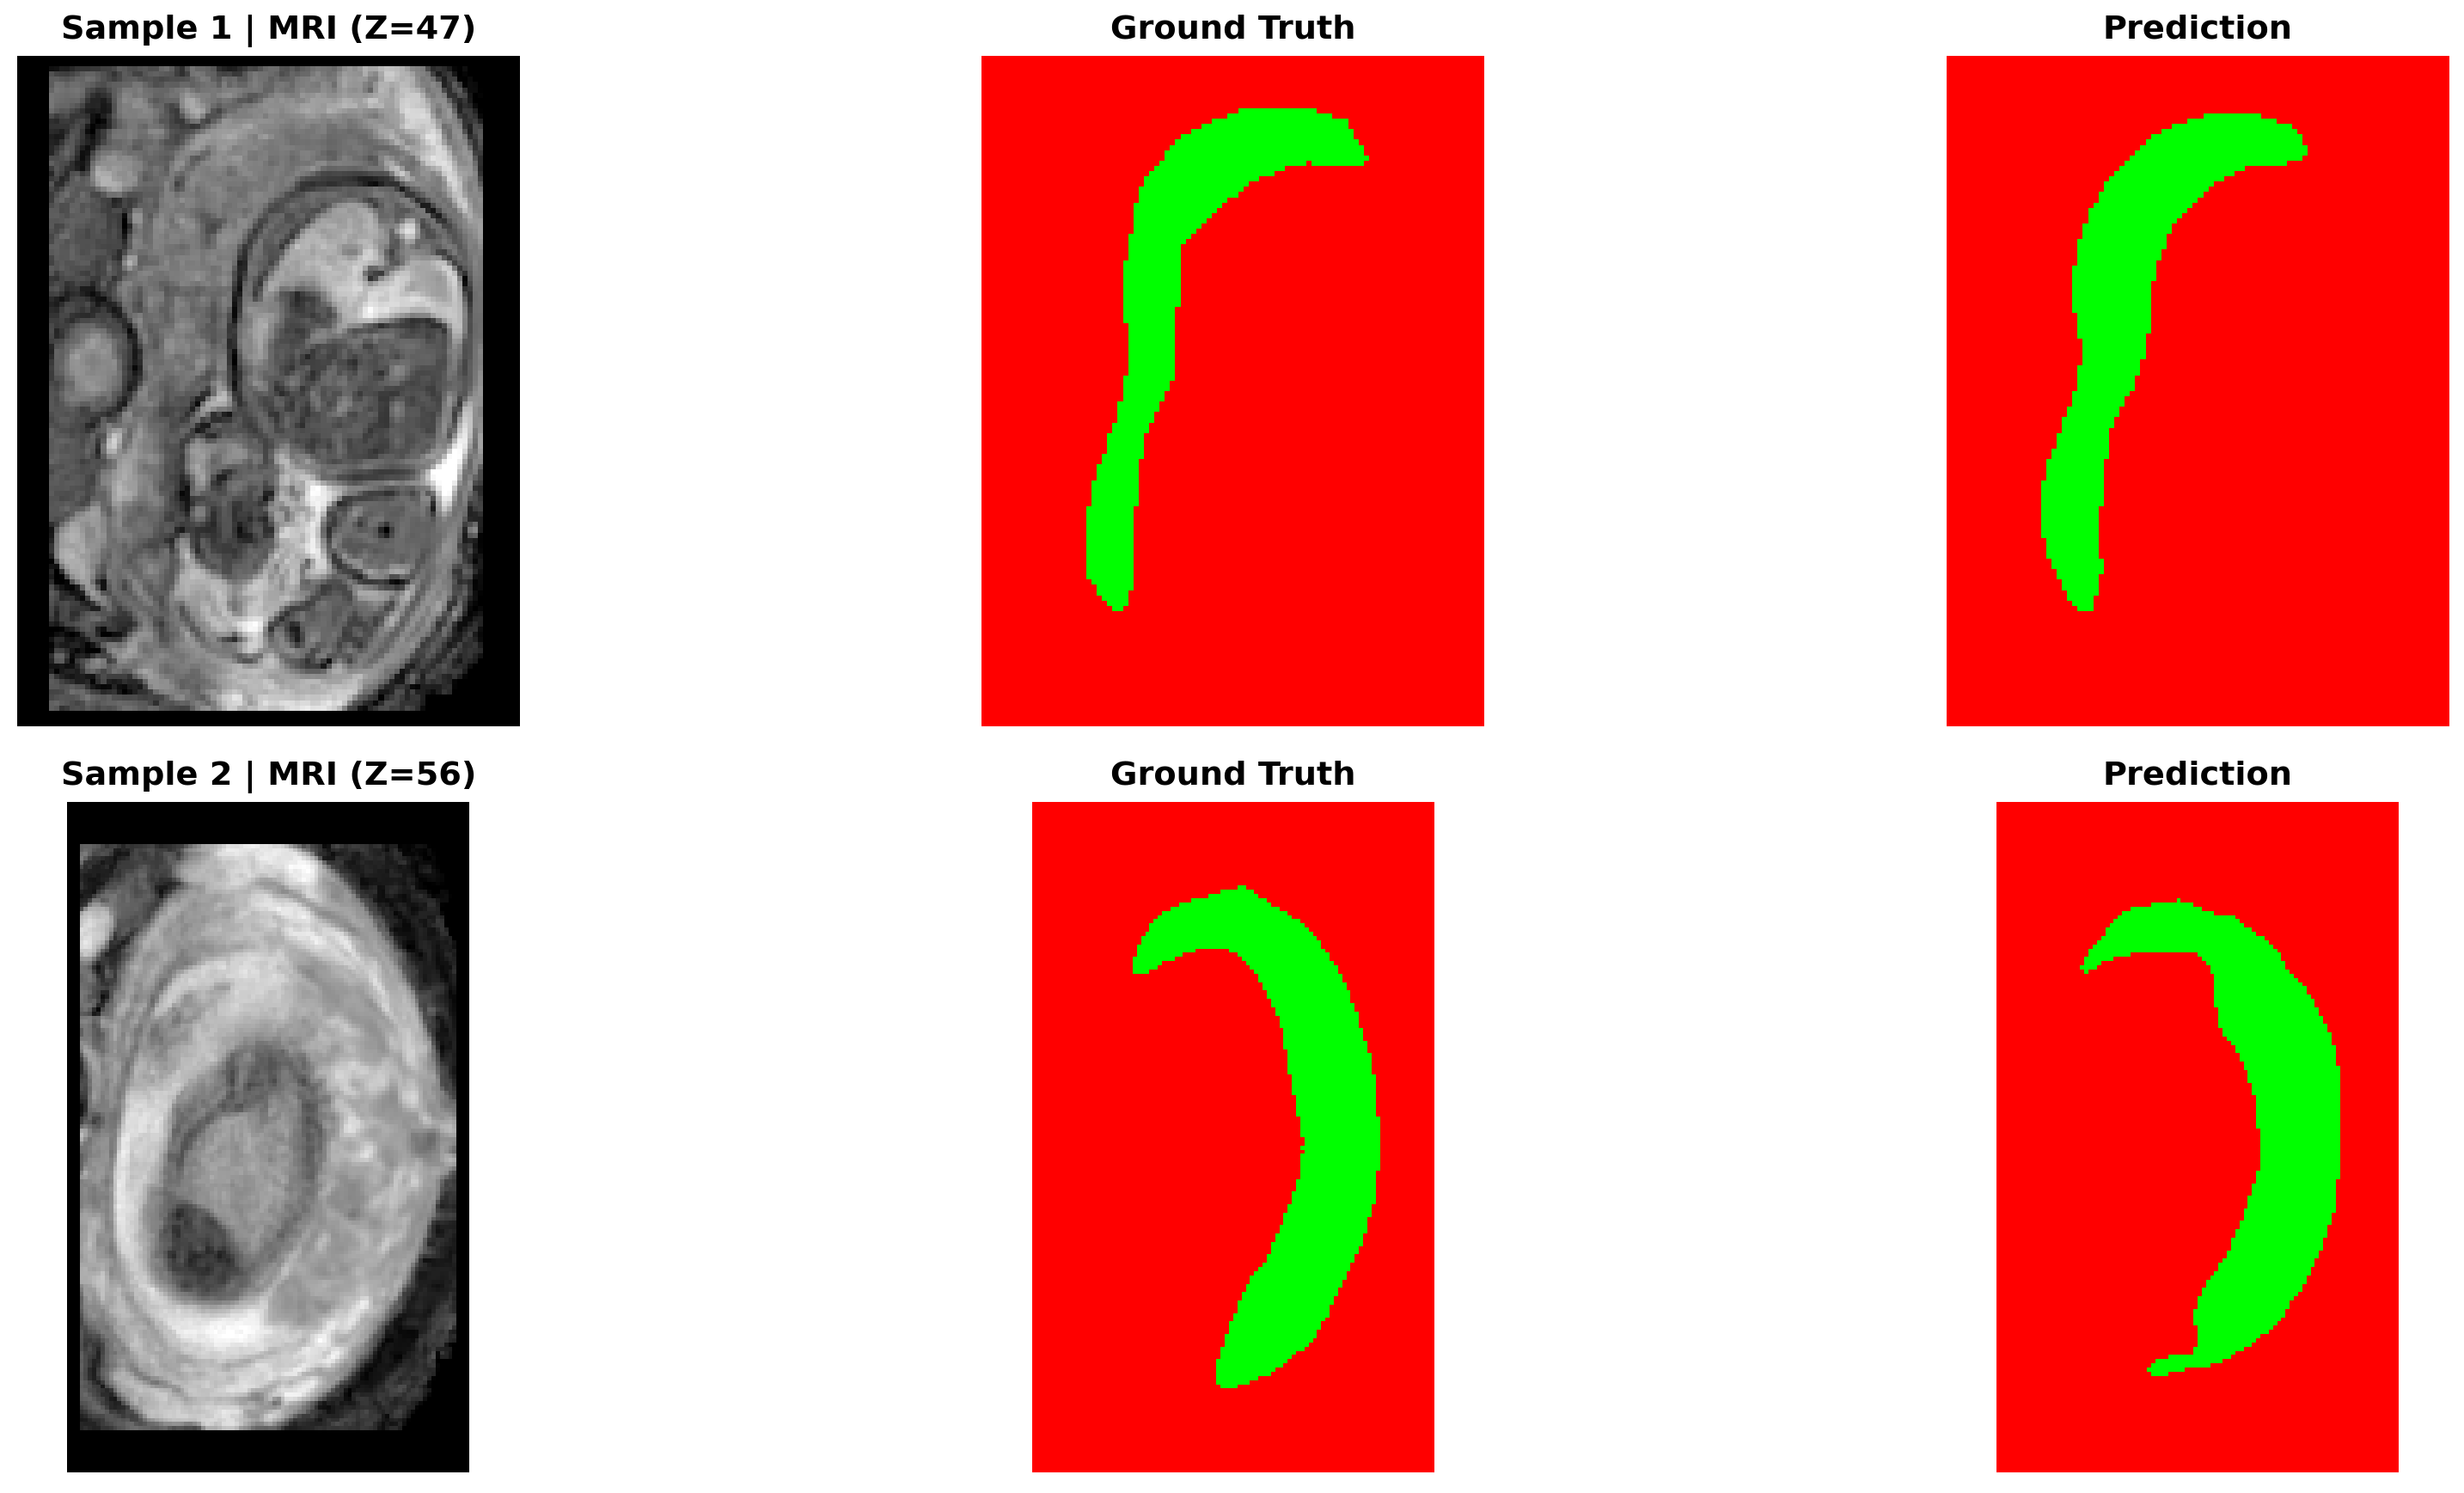 Sample 1 | MRI (Z=47)
Ground Truth
Prediction
Sample 2 | MRI (Z=56)
Ground Truth
Prediction